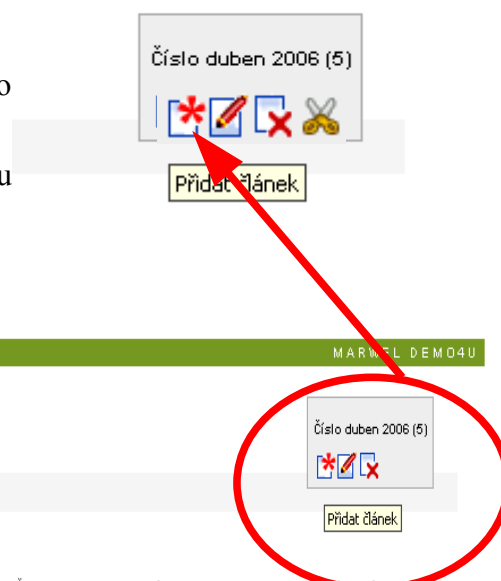 Číslo duben 2006 (5)
o
u
Přidat článek
MARWEL DEMO4U
Číslo duben 2006 (5)
Přidat článek